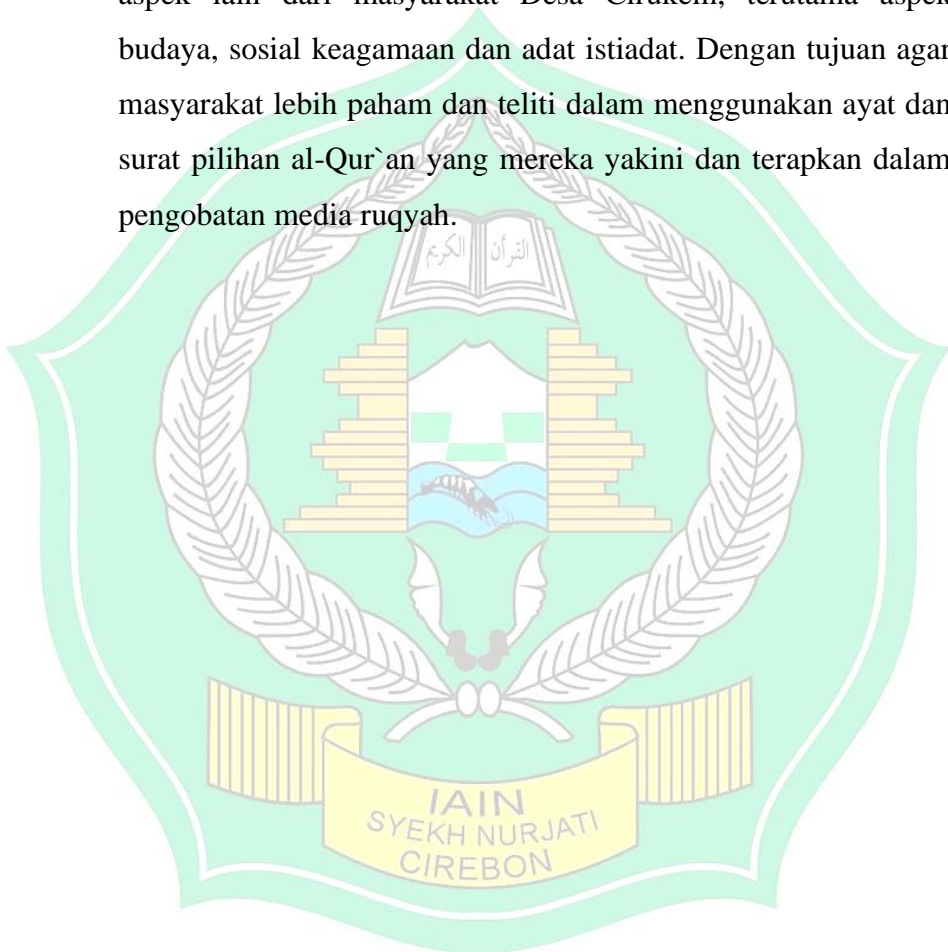 aspek lain dari masyarakat Desa Cirukem, terutama aspek
budaya, sosial keagamaan dan adat istiadat. Dengan tujuan agar
masyarakat lebih paham dan teliti dalam menggunakan ayat dan
surat pilihan al-Qur`an yang mereka yakini dan terapkan dalam
pengobatan media ruqyah.
القرأن الكريم
IAIN
SYEKH NURJATI
CIREBON